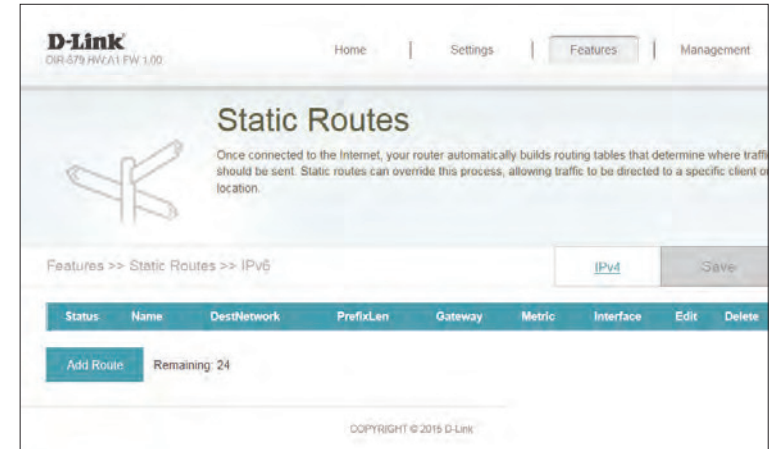 D-Link
DIR-879 HW:A1 FW:1.00
Home | Settings | Features | Management
Static Routes
Once connected to the Internet, your router automatically builds routing tables that determine where traffi
should be sent. Static routes can override this process, allowing traffic to be directed to a specific client o
location.
Features >> Static Routes >> IPv6
IPv4
Save
Status Name DestNetwork PrefixLen Gateway Metric Interface Edit Delete
Add Route Remaining: 24
COPYRIGHT © 2015 D-Link